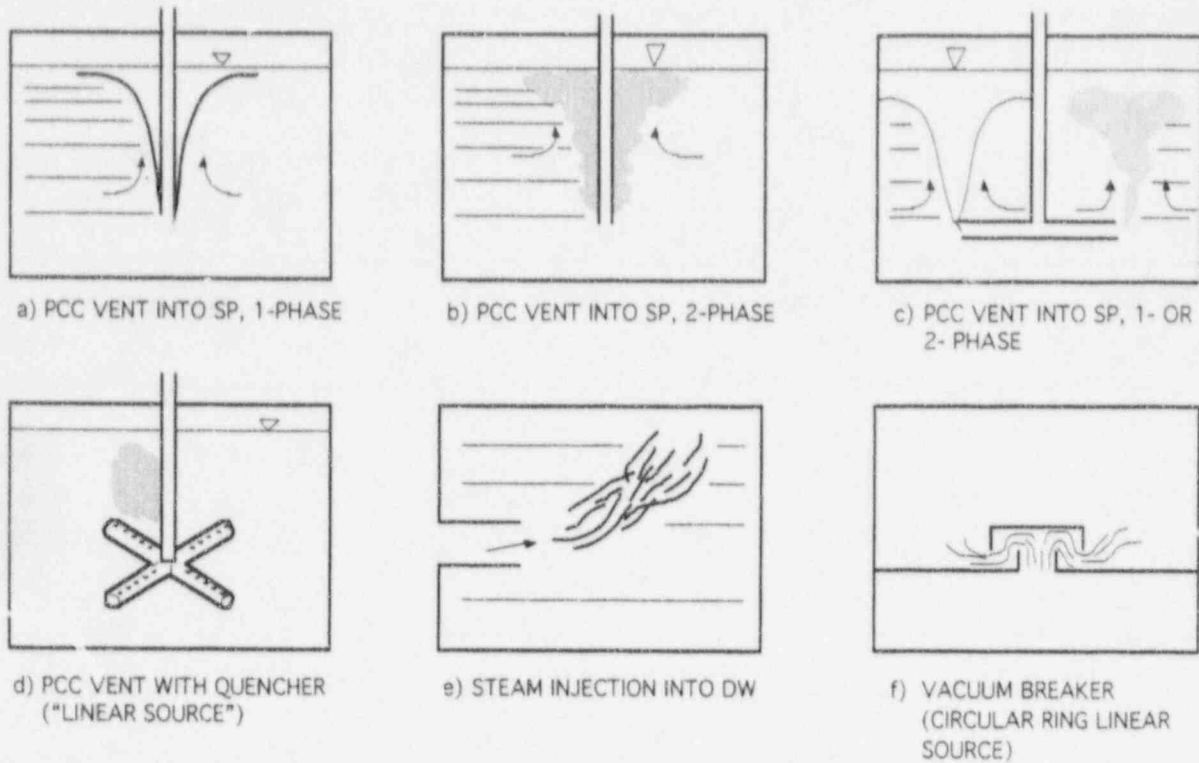 a) PCC VENT INTO SP, 1-PHASE
b) PCC VENT INTO SP, 2-PHASE
c) PCC VENT INTO SP, 1- OR
2- PHASE
d) PCC VENT WITH QUENCHER
("LINEAR SOURCE")
e) STEAM INJECTION INTO DW
f) VACUUM BREAKER
(CIRCULAR RING LINEAR
SOURCE)